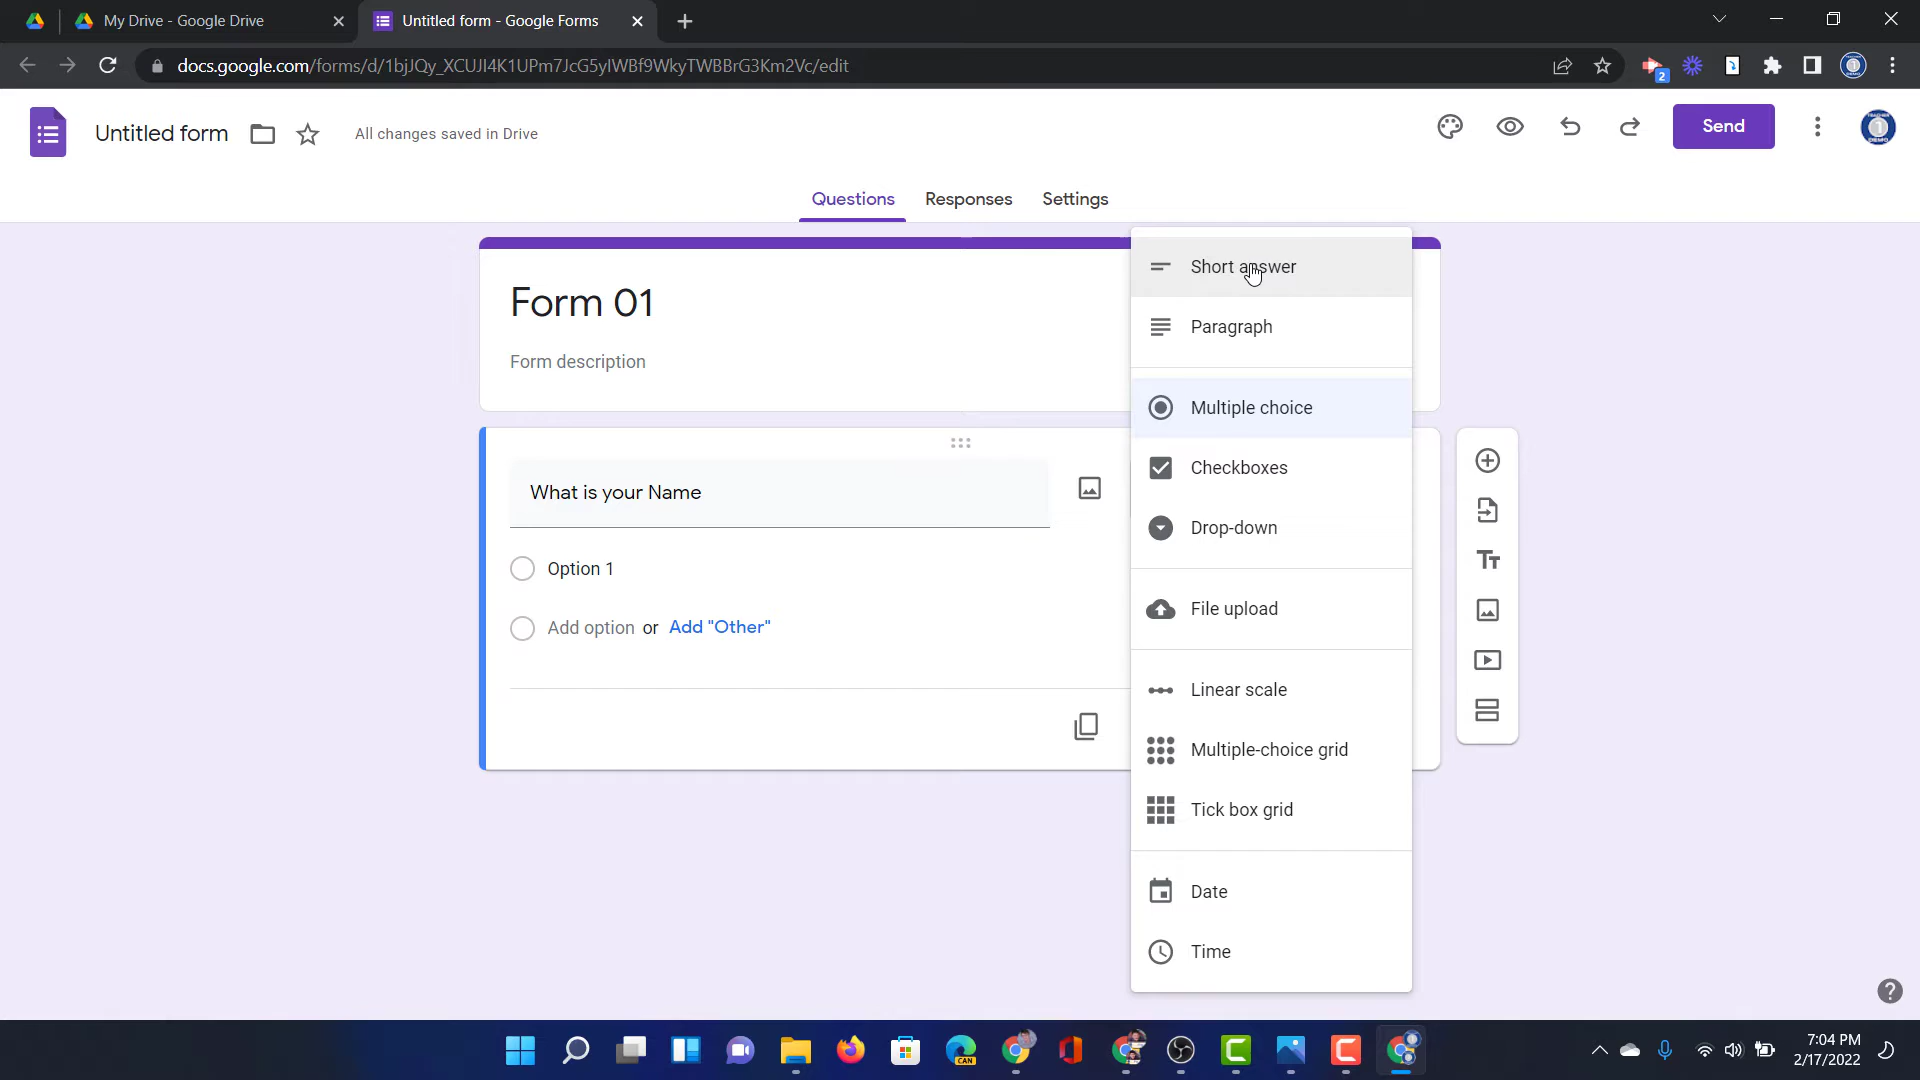 My Drive - Google Drive
Untitled form - Google Forms
docs.google.com/forms/d/1bjJQy_XCUJI4K1UPm7JcG5yIWBf9WkyTWBBrG3Km2Vc/edit
2
Untitled form
All changes saved in Drive
Send
Questions
Responses
Settings
Form 01
Form description
What is your Name
Option 1
Add option or Add "Other"
Short answer
Paragraph
Multiple choice
Checkboxes
Drop-down
File upload
Linear scale
Multiple-choice grid
Tick box grid
Date
Time
CAN
7:04 PM
2/17/2022